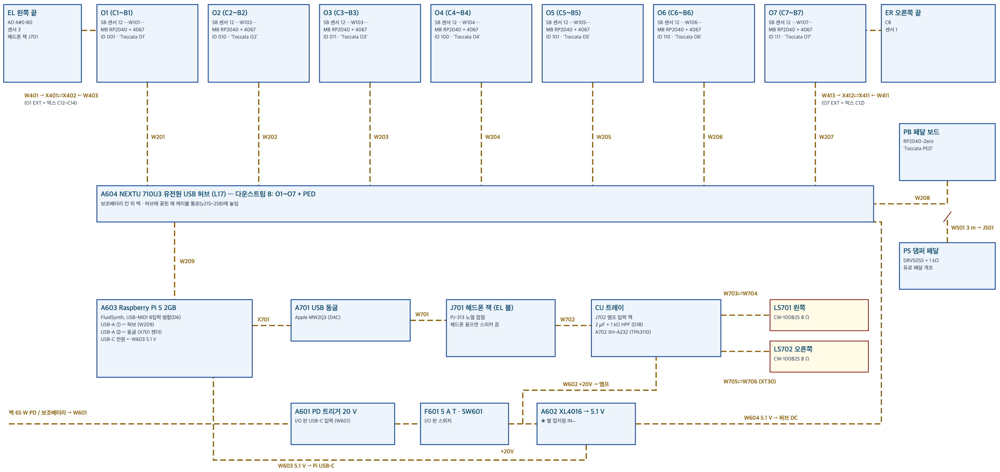 EL 왼쪽 끝
A0·A#0·B0
센서 3
헤드폰 잭 J701
O1 (C1~B1)
SB 센서 12 —W101—
MB RP2040 + 4067
ID 001 · 'Toccata O1'
O2 (C2~B2)
SB 센서 12 —W102—
MB RP2040 + 4067
ID 010 · 'Toccata O2'
O3 (C3~B3)
SB 센서 12 —W103—
MB RP2040 + 4067
ID 011 · 'Toccata O3'
O4 (C4~B4)
SB 센서 12 —W104—
MB RP2040 + 4067
ID 100 · 'Toccata O4'
O5 (C5~B5)
SB 센서 12 —W105—
MB RP2040 + 4067
ID 101 · 'Toccata O5'
O6 (C6~B6)
SB 센서 12 —W106—
MB RP2040 + 4067
ID 110 · 'Toccata O6'
O7 (C7~B7)
SB 센서 12 —W107—
MB RP2040 + 4067
ID 111 · 'Toccata O7'
ER 오른쪽 끝
C8
센서 1
W401 → X401⇄X402 ← W403
(O1 EXT = 먹스 C12~C14)
W413 → X412⇄X411 ← W411
(O7 EXT = 먹스 C12)
W201
W202
W203
W204
W205
W206
W207
PB 페달 보드
RP2040-Zero
'Toccata PED'
A604 NEXTU 710U3 유전원 USB 허브 (L17) — 다운스트림 8: O1~O7 + PED
보조배터리 칸 뒤 벽 · 허브에 꽂힌 채 케이블 통로(y215~258)에 놓임
W208
W501 3 m → J501
PS 댐퍼 페달
DRV5055 + 1 kΩ
듀로 페달 개조
W209
A603 Raspberry Pi 5 2GB
FluidSynth, USB-MIDI 8입력 병합(D6)
USB-A ① ← 허브 (W209)
USB-A ② ← 동글 (X701 젠더)
USB-C 전원 ← W603 5.1 V
X701
A701 USB 동글
Apple MW2Q3 (DAC)
W701
J701 헤드폰 잭 (EL 볼)
PJ-313 노멀 접점
헤드폰 꽂으면 스피커 끔
W702
CU 트레이
J702 앰프 입력 잭
2 µF + 1 kΩ HPF (D18)
A702 XH-A232 (TPA3110)
W703⇄W704
LS701 왼쪽
CW-100B25 8 Ω
LS702 오른쪽
CW-100B25 8 Ω
W705⇄W706 (XT30)
W602 +20V → 앰프
벽 65 W PD / 보조배터리 → W601
A601 PD 트리거 20 V
I/O 판 USB-C 입력 (W601)
F601 5 A T · SW601
I/O 판 스위치
A602 XL4016 → 5.1 V
★ 별 접지점 IN−
W604 5.1 V → 허브 DC
+20V
W603 5.1 V → Pi USB-C